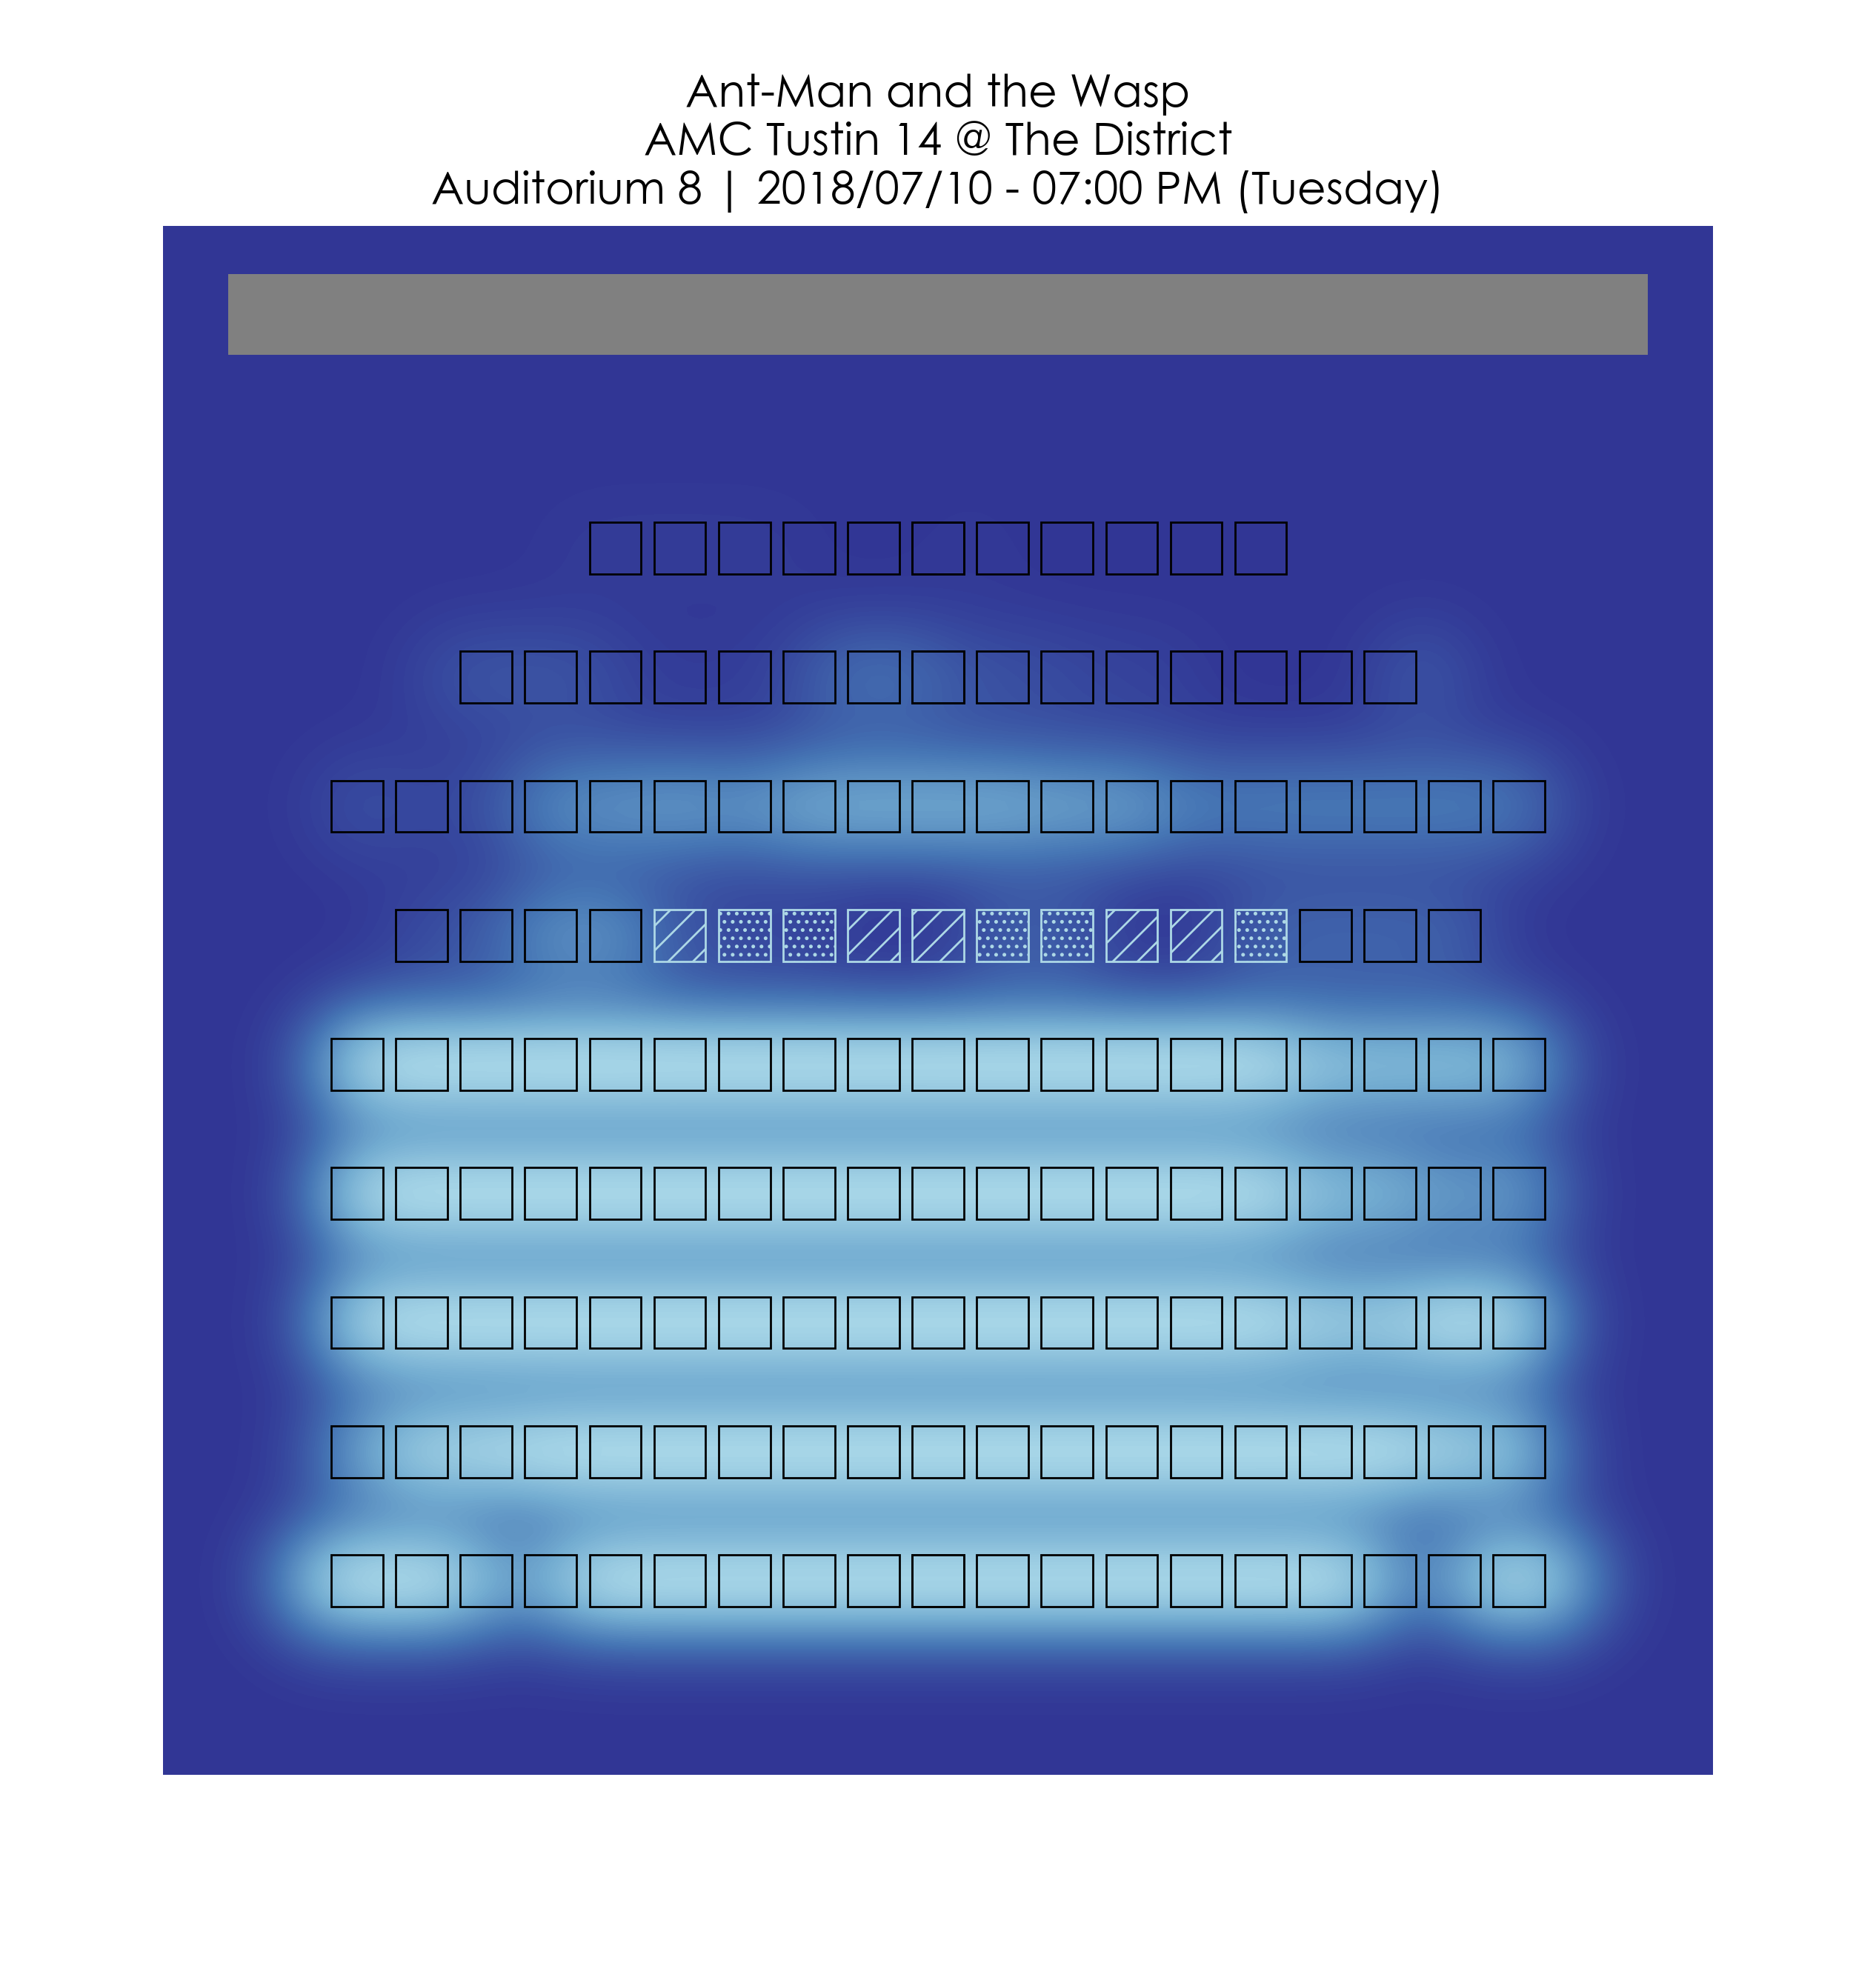 Ant-Man and the Wasp
AMC Tustin 14 @ The District
Auditorium 8 | 2018/07/10 - 07:00 PM (Tuesday)